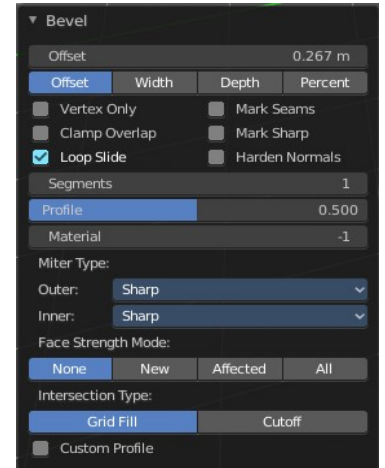 Bevel
Offset 0.267 m
Offset Width Depth Percent
Vertex Only Mark Seams
Clamp Overlap Mark Sharp
Loop Slide Harden Normals
Segments 1
Profile 0.500
Material -1
Miter Type:
Outer: Sharp
Inner: Sharp
Face Strength Mode:
None New Affected All
Intersection Type:
Grid Fill Cutoff
Custom Profile